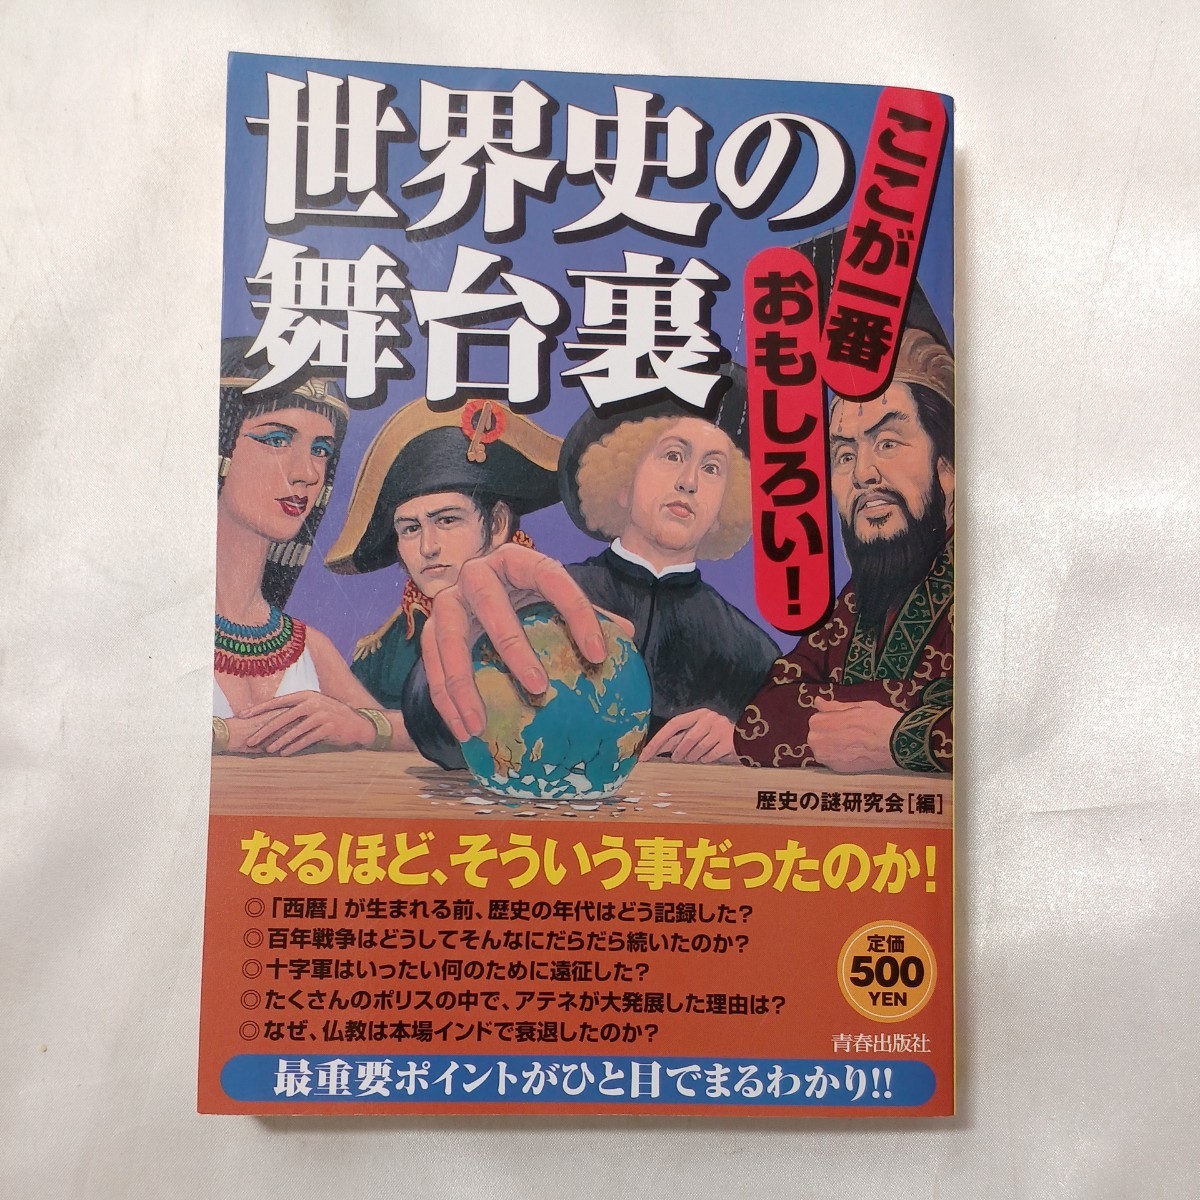 世界史の
舞台裏
ここが一番
おもしろい!
歴史の謎研究会[編]
なるほど、そういう事だったのか!
◎「西暦」が生まれる前、歴史の年代はどう記録した?
◎百年戦争はどうしてそんなにだらだら続いたのか?
◎十字軍はいったい何のために遠征した?
◎たくさんのポリスの中で、アテネが大発展した理由は?
◎なぜ、仏教は本場インドで衰退したのか?
定価
500
YEN
青春出版社
最重要ポイントがひと目でまるわかり!!